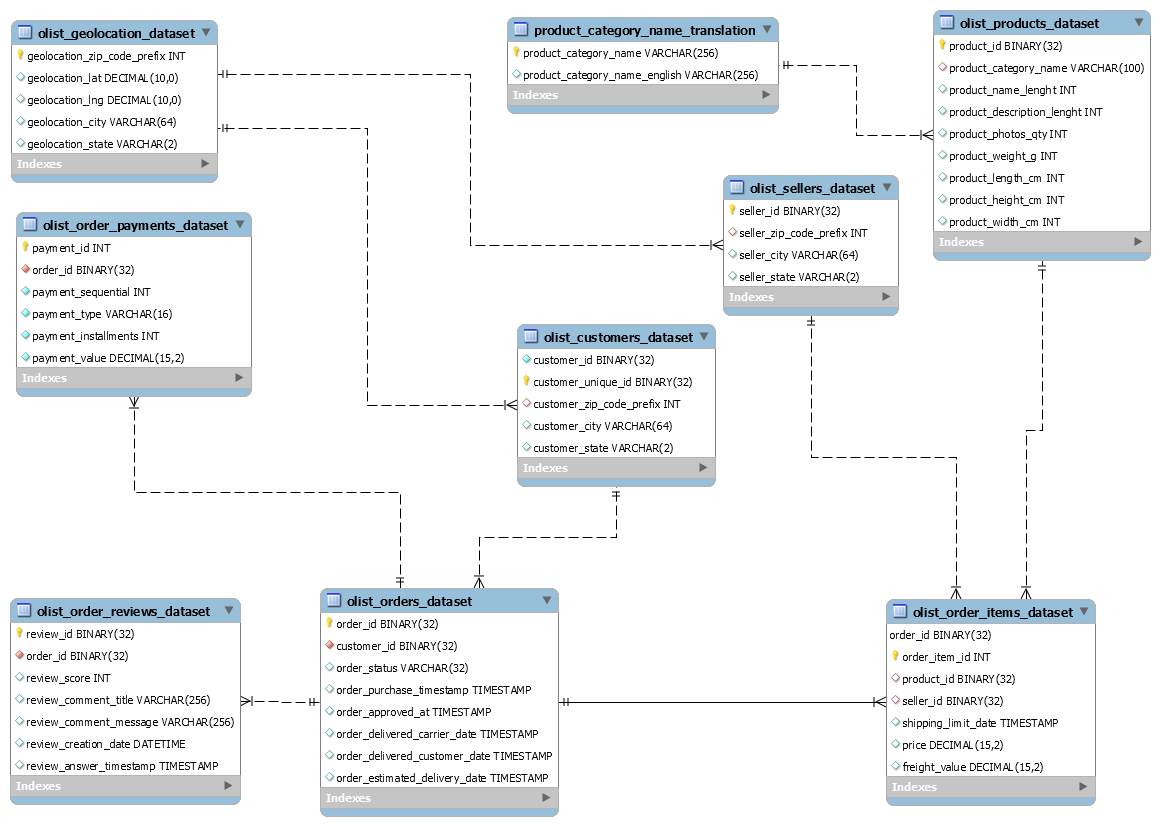 olist_geolocation_dataset
geolocation_zip_code_prefix INT
geolocation_lat DECIMAL(10,0)
geolocation_lng DECIMAL(10,0)
geolocation_city VARCHAR(64)
geolocation_state VARCHAR(2)
Indexes
product_category_name_translation
product_category_name VARCHAR(256)
product_category_name_english VARCHAR(256)
Indexes
olist_products_dataset
product_id BINARY(32)
product_category_name VARCHAR(100)
product_name_lenght INT
product_description_lenght INT
product_photos_qty INT
product_weight_g INT
product_length_cm INT
product_height_cm INT
product_width_cm INT
Indexes
olist_sellers_dataset
seller_id BINARY(32)
seller_zip_code_prefix INT
seller_city VARCHAR(64)
seller_state VARCHAR(2)
Indexes
olist_order_payments_dataset
payment_id INT
order_id BINARY(32)
payment_sequential INT
payment_type VARCHAR(16)
payment_installments INT
payment_value DECIMAL(15,2)
Indexes
olist_customers_dataset
customer_id BINARY(32)
customer_unique_id BINARY(32)
customer_zip_code_prefix INT
customer_city VARCHAR(64)
customer_state VARCHAR(2)
Indexes
olist_order_reviews_dataset
review_id BINARY(32)
order_id BINARY(32)
review_score INT
review_comment_title VARCHAR(256)
review_comment_message VARCHAR(256)
review_creation_date DATETIME
review_answer_timestamp TIMESTAMP
Indexes
olist_orders_dataset
order_id BINARY(32)
customer_id BINARY(32)
order_status VARCHAR(32)
order_purchase_timestamp TIMESTAMP
order_approved_at TIMESTAMP
order_delivered_carrier_date TIMESTAMP
order_delivered_customer_date TIMESTAMP
order_estimated_delivery_date TIMESTAMP
Indexes
olist_order_items_dataset
order_id BINARY(32)
order_item_id INT
product_id BINARY(32)
seller_id BINARY(32)
shipping_limit_date TIMESTAMP
price DECIMAL(15,2)
freight_value DECIMAL(15,2)
Indexes